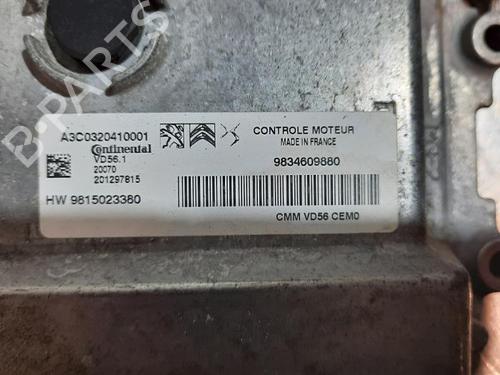 A3C0320410001
Continental
VD56.1
20070
201297815
HW 9815023380
CONTROLE MOTEUR
MADE IN FRANCE
9834609880
CMM VD56 CEM0
B-PARTS